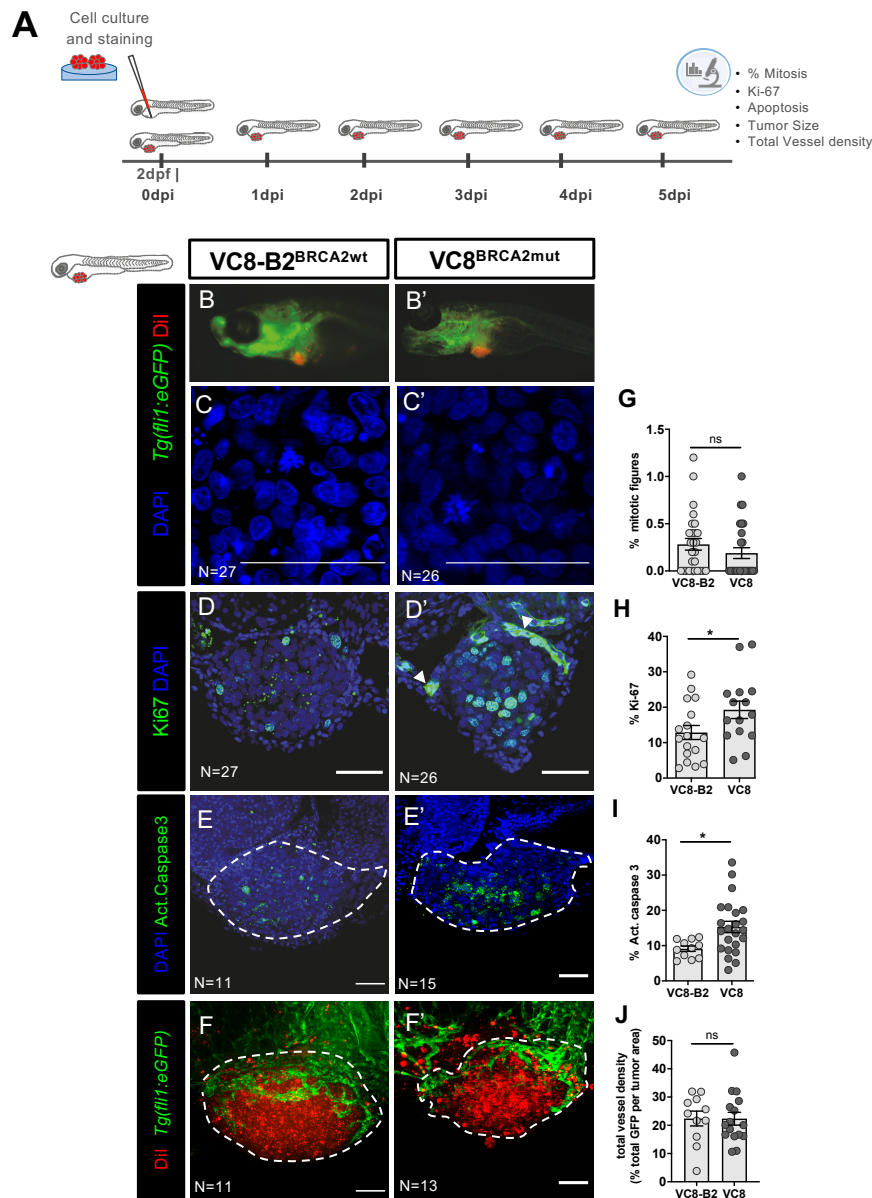 A
Cell culture
and staining
• % Mitosis
• Ki-67
• Apoptosis
• Tumor Size
• Total Vessel density
2dpf |
0dpi
1dpi
2dpi
3dpi
4dpi
5dpi
VC8-B2BRCA2wt
VC8BRCA2mut
DAPI Tg(fli1:eGFP) DiI
B
B'
C
N=27
C'
N=26
G
% mitotic figures
1.5
1.0
0.5
0.0
ns
VC8-B2
VC8
Ki67 DAPI
D
N=27
D'
N=26
H
% Ki-67
40
30
20
10
0
*
VC8-B2
VC8
DAPI Act.Caspase3
E
N=11
E'
N=15
I
% Act. caspase 3
40
30
20
10
0
*
VC8-B2
VC8
DiI Tg(fli1:eGFP)
F
N=11
F'
N=13
J
total vessel density
(% total GFP per tumor area)
50
40
30
20
10
0
ns
VC8-B2
VC8